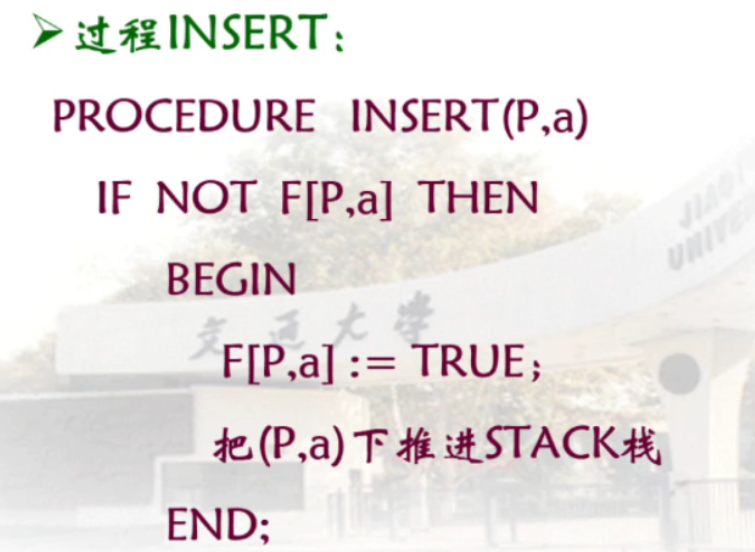 ➢过程INSERT：
PROCEDURE INSERT(P,a)
IF NOT F[P,a] THEN
BEGIN
F[P,a] := TRUE；
把(P,a)下推进STACK栈
END;
交通大学
JIAOTO
UNIVE